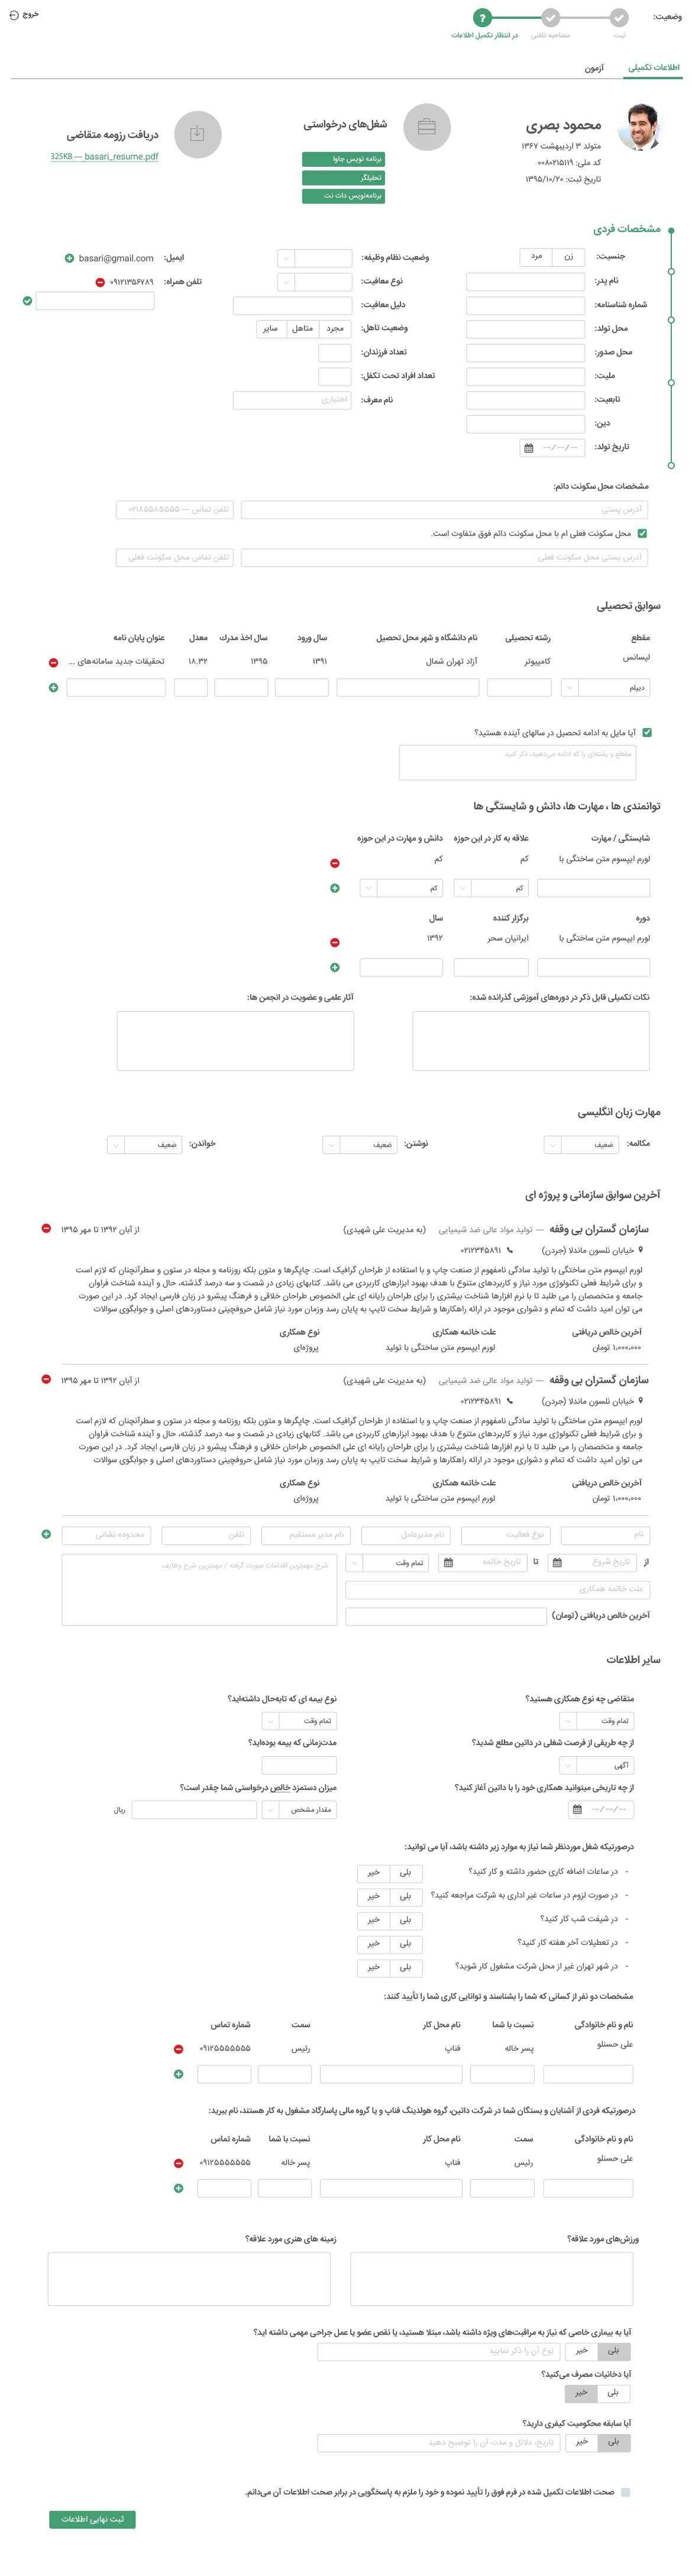 وضعیت:
ثبت
مصاحبه تلفنی
در انتظار تکمیل اطلاعات
خروج
اطلاعات تکمیلی
آزمون
محمود بصری
متولد ۳ اردیبهشت ۱۳۶۷
کد ملی: ۰۰۸۰۲۱۵۱۱۹
تاریخ ثبت: ۱۳۹۵/۱۰/۲۰
شغل‌های درخواستی
برنامه نویس جاوا
تحلیلگر
برنامه‌نویس دات نت
دریافت رزومه متقاضی
325KB — basari_resume.pdf
مشخصات فردی
جنسیت: زن مرد
نام پدر:
شماره شناسنامه:
محل تولد:
محل صدور:
ملیت:
تابعیت:
دین:
تاریخ تولد: --/--/--
وضعیت نظام وظیفه:
نوع معافیت:
دلیل معافیت:
وضعیت تاهل: مجرد متاهل سایر
تعداد فرزندان:
تعداد افراد تحت تکفل:
نام معرف: اختیاری
ایمیل: basari@gmail.com
تلفن همراه: ۰۹۱۲۱۳۵۶۷۸۹
مشخصات محل سکونت دائم:
آدرس پستی
تلفن تماس — ۰۲۱۸۵۵۸۵۵۵۵
محل سکونت فعلی ام با محل سکونت دائم فوق متفاوت است.
آدرس پستی محل سکونت فعلی
تلفن تماس محل سکونت فعلی
سوابق تحصیلی
مقطع رشته تحصیلی نام دانشگاه و شهر محل تحصیل سال ورود سال اخذ مدرک معدل عنوان پایان نامه
لیسانس کامپیوتر آزاد تهران شمال ۱۳۹۱ ۱۳۹۵ ۱۸.۳۲ تحقیقات جدید سامانه‌های ...
دیپلم
آیا مایل به ادامه تحصیل در سالهای آینده هستید؟
مقطع و رشته‌ای را که ادامه می‌دهید، ذکر کنید
توانمندی ها ، مهارت ها، دانش و شایستگی ها
شایستگی / مهارت علاقه به کار در این حوزه دانش و مهارت در این حوزه
لورم ایپسوم متن ساختگی با کم کم
کم کم
دوره برگزار کننده سال
لورم ایپسوم متن ساختگی با ایرانیان سحر ۱۳۹۲
نکات تکمیلی قابل ذکر در دوره‌های آموزشی گذرانده شده:
آثار علمی و عضویت در انجمن ها:
مهارت زبان انگلیسی
مکالمه: ضعیف نوشتن: ضعیف خواندن: ضعیف
آخرین سوابق سازمانی و پروژه ای
سازمان گستران بی وقفه — تولید مواد عالی ضد شیمیایی (به مدیریت علی شهیدی) از آبان ۱۳۹۲ تا مهر ۱۳۹۵
خیابان نلسون ماندلا (جردن) ۰۲۱۲۳۴۵۸۹۱
لورم ایپسوم متن ساختگی با تولید سادگی نامفهوم از صنعت چاپ و با استفاده از طراحان گرافیک است. چاپگرها و متون بلکه روزنامه و مجله در ستون و سطرآنچنان که لازم است
و برای شرایط فعلی تکنولوژی مورد نیاز و کاربردهای متنوع با هدف بهبود ابزارهای کاربردی می باشد. کتابهای زیادی در شصت و سه درصد گذشته، حال و آینده شناخت فراوان
جامعه و متخصصان را می طلبد تا با نرم افزارها شناخت بیشتری را برای طراحان رایانه ای علی الخصوص طراحان خلاقی و فرهنگ پیشرو در زبان فارسی ایجاد کرد. در این صورت
می توان امید داشت که تمام و دشواری موجود در ارائه راهکارها و شرایط سخت تایپ به پایان رسد وزمان مورد نیاز شامل حروفچینی دستاوردهای اصلی و جوابگوی سوالات
آخرین خالص دریافتی علت خاتمه همکاری نوع همکاری
۱،۰۰۰،۰۰۰ تومان لورم ایپسوم متن ساختگی با تولید پروژه‌ای
سازمان گستران بی وقفه — تولید مواد عالی ضد شیمیایی (به مدیریت علی شهیدی) از آبان ۱۳۹۲ تا مهر ۱۳۹۵
خیابان نلسون ماندلا (جردن) ۰۲۱۲۳۴۵۸۹۱
لورم ایپسوم متن ساختگی با تولید سادگی نامفهوم از صنعت چاپ و با استفاده از طراحان گرافیک است. چاپگرها و متون بلکه روزنامه و مجله در ستون و سطرآنچنان که لازم است
و برای شرایط فعلی تکنولوژی مورد نیاز و کاربردهای متنوع با هدف بهبود ابزارهای کاربردی می باشد. کتابهای زیادی در شصت و سه درصد گذشته، حال و آینده شناخت فراوان
جامعه و متخصصان را می طلبد تا با نرم افزارها شناخت بیشتری را برای طراحان رایانه ای علی الخصوص طراحان خلاقی و فرهنگ پیشرو در زبان فارسی ایجاد کرد. در این صورت
می توان امید داشت که تمام و دشواری موجود در ارائه راهکارها و شرایط سخت تایپ به پایان رسد وزمان مورد نیاز شامل حروفچینی دستاوردهای اصلی و جوابگوی سوالات
آخرین خالص دریافتی علت خاتمه همکاری نوع همکاری
۱،۰۰۰،۰۰۰ تومان لورم ایپسوم متن ساختگی با تولید پروژه‌ای
نام نوع فعالیت نام مدیرعامل نام مدیر مستقیم تلفن محدوده نشانی
از تاریخ شروع تا تاریخ خاتمه تمام وقت
شرح مهمترین اقدامات صورت گرفته / مهمترین شرح وظایف
علت خاتمه همکاری
آخرین خالص دریافتی (تومان)
سایر اطلاعات
متقاضی چه نوع همکاری هستید؟
تمام وقت
نوع بیمه ای که تابه‌حال داشته‌اید؟
تمام وقت
از چه طریقی از فرصت شغلی در داتین مطلع شدید؟
آگهی
مدت‌زمانی که بیمه بوده‌اید؟
از چه تاریخی میتوانید همکاری خود را با داتین آغاز کنید؟
--/--/--
میزان دستمزد خالص درخواستی شما چقدر است؟
مقدار مشخص ریال
درصورتیکه شغل موردنظر شما نیاز به موارد زیر داشته باشد، آیا می توانید:
- در ساعات اضافه کاری حضور داشته و کار کنید؟ بلی خیر
- در صورت لزوم در ساعات غیر اداری به شرکت مراجعه کنید؟ بلی خیر
- در شیفت شب کار کنید؟ بلی خیر
- در تعطیلات آخر هفته کار کنید؟ بلی خیر
- در شهر تهران غیر از محل شرکت مشغول کار شوید؟ بلی خیر
مشخصات دو نفر از کسانی که شما را بشناسند و توانایی کاری شما را تأیید کنند:
نام و نام خانوادگی نسبت با شما نام محل کار سمت شماره تماس
علی حسنلو پسر خاله فناپ رئیس ۰۹۱۲۵۵۵۵۵۵۵
درصورتیکه فردی از آشنایان و بستگان شما در شرکت داتین، گروه هولدینگ فناپ و یا گروه مالی پاسارگاد مشغول به کار هستند، نام ببرید:
نام و نام خانوادگی سمت نام محل کار نسبت با شما شماره تماس
علی حسنلو رئیس فناپ پسر خاله ۰۹۱۲۵۵۵۵۵۵۵
ورزش‌های مورد علاقه؟
زمینه های هنری مورد علاقه؟
آیا به بیماری خاصی که نیاز به مراقبت‌های ویژه داشته باشد، مبتلا هستید، یا نقص عضو یا عمل جراحی مهمی داشته اید؟
بلی خیر نوع آن را ذکر نمایید
آیا دخانیات مصرف می‌کنید؟
بلی خیر
آیا سابقه محکومیت کیفری دارید؟
بلی خیر تاریخ، دلائل و مدت آن را توضیح دهید
صحت اطلاعات تکمیل شده در فرم فوق را تأیید نموده و خود را ملزم به پاسخگویی در برابر صحت اطلاعات آن می‌دانم.
ثبت نهایی اطلاعات